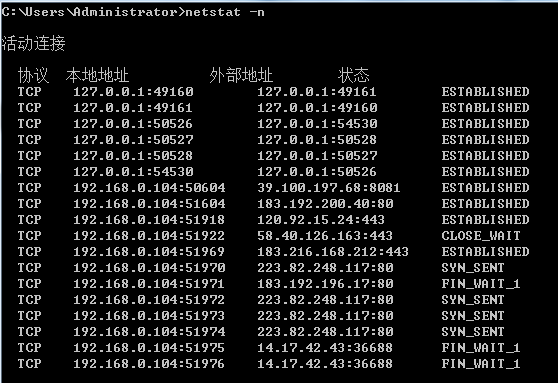 C:\Users\Administrator>netstat -n
活动连接
协议 本地地址 外部地址 状态
TCP 127.0.0.1:49160 127.0.0.1:49161 ESTABLISHED
TCP 127.0.0.1:49161 127.0.0.1:49160 ESTABLISHED
TCP 127.0.0.1:50526 127.0.0.1:54530 ESTABLISHED
TCP 127.0.0.1:50527 127.0.0.1:50528 ESTABLISHED
TCP 127.0.0.1:50528 127.0.0.1:50527 ESTABLISHED
TCP 127.0.0.1:54530 127.0.0.1:50526 ESTABLISHED
TCP 192.168.0.104:50604 39.100.197.68:8081 ESTABLISHED
TCP 192.168.0.104:51604 183.192.200.40:80 ESTABLISHED
TCP 192.168.0.104:51918 120.92.15.24:443 ESTABLISHED
TCP 192.168.0.104:51922 58.40.126.163:443 CLOSE_WAIT
TCP 192.168.0.104:51969 183.216.168.212:443 ESTABLISHED
TCP 192.168.0.104:51970 223.82.248.117:80 SYN_SENT
TCP 192.168.0.104:51971 183.192.196.17:80 FIN_WAIT_1
TCP 192.168.0.104:51972 223.82.248.117:80 SYN_SENT
TCP 192.168.0.104:51973 223.82.248.117:80 SYN_SENT
TCP 192.168.0.104:51974 223.82.248.117:80 SYN_SENT
TCP 192.168.0.104:51975 14.17.42.43:36688 FIN_WAIT_1
TCP 192.168.0.104:51976 14.17.42.43:36688 FIN_WAIT_1